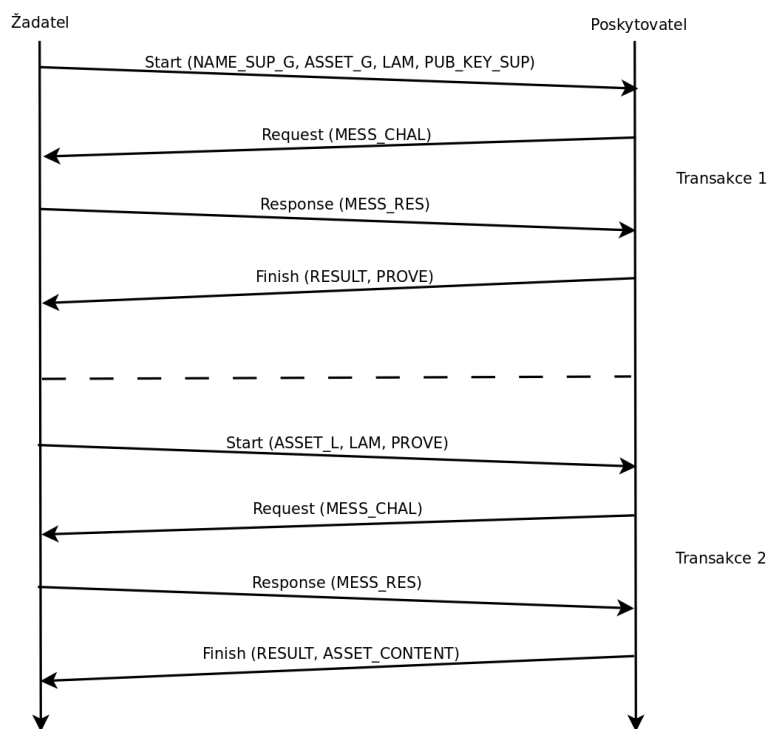 Žadatel
Poskytovatel
Start (NAME_SUP_G, ASSET_G, LAM, PUB_KEY_SUP)
Request (MESS_CHAL)
Transakce 1
Response (MESS_RES)
Finish (RESULT, PROVE)
Start (ASSET_L, LAM, PROVE)
Request (MESS_CHAL)
Transakce 2
Response (MESS_RES)
Finish (RESULT, ASSET_CONTENT)